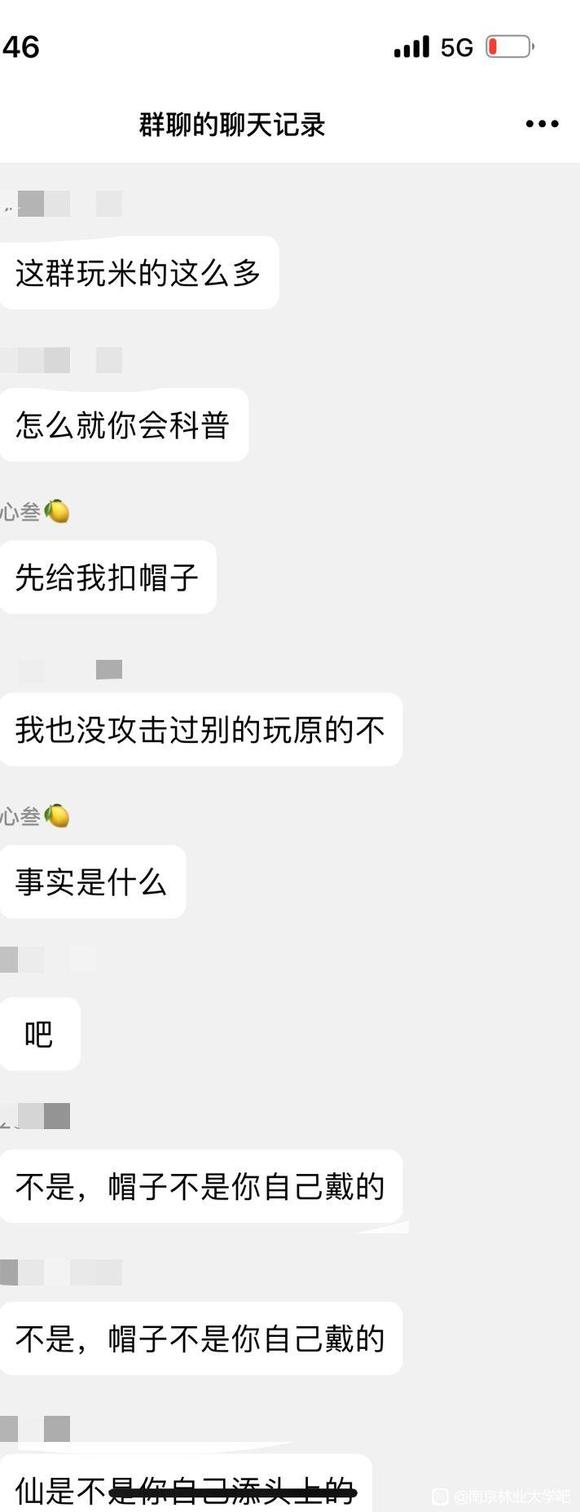 46
5G
群聊的聊天记录
这群玩米的这么多
怎么就你会科普
心叁🍋
先给我扣帽子
我也没攻击过别的玩原的不
心叁🍋
事实是什么
吧
不是，帽子不是你自己戴的
不是，帽子不是你自己戴的
仙是不是你自己添头上的
@南京林业大学吧